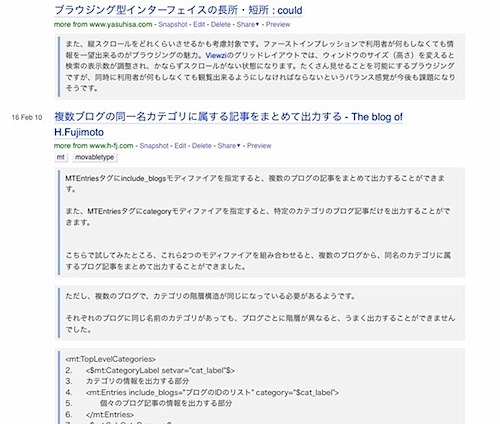 ブラウジング型インターフェイスの長所・短所 : could
more from www.yasuhisa.com - Snapshot - Edit - Delete - Share▼ - Preview
また、縦スクロールをどれくらいさせるかも考慮対象です。ファーストインプレッションで利用者が何もしなくても情
報を一望出来るのがブラウジングの魅力。Viewziのグリッドレイアウトでは、ウィンドウのサイズ（高さ）を変えると
検索の表示数が調整され、かならずスクロールがない状態になります。たくさん見せることを可能にするブラウジング
ですが、同時に利用者が何もしなくても観覧出来るようにしなければならないというバランス感覚が今後も課題になり
そうです。
16 Feb 10
複数ブログの同一名カテゴリに属する記事をまとめて出力する - The blog of
H.Fujimoto
more from www.h-fj.com - Snapshot - Edit - Delete - Share▼ - Preview
mt movabletype
MTEntriesタグにinclude_blogsモディファイアを指定すると、複数のブログの記事をまとめて出力することができま
す。
また、MTEntriesタグにcategoryモディファイアを指定すると、特定のカテゴリのブログ記事だけを出力することがで
きます。
こちらで試してみたところ、これら2つのモディファイアを組み合わせると、複数のブログから、同名のカテゴリに属
するブログ記事をまとめて出力することができました。
ただし、複数のブログで、カテゴリの階層構造が同じになっている必要があるようです。
それぞれのブログに同じ名前のカテゴリがあっても、ブログごとに階層が異なると、うまく出力することができません
でした。
<mt:TopLevelCategories>
2. <$mt:CategoryLabel setvar="cat_label"$>
3. カテゴリの情報を出力する部分
4. <mt:Entries include_blogs="ブログのIDのリスト" category="$cat_label">
5. 個々のブログ記事の情報を出力する部分
6. </mt:Entries>